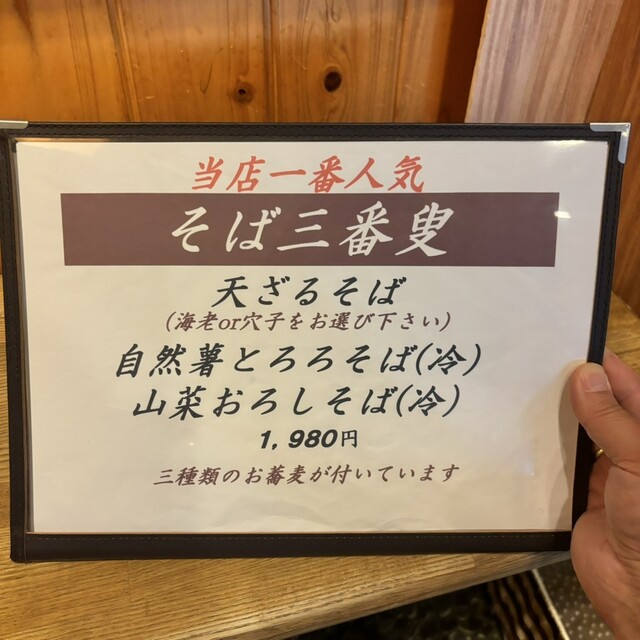 当店一番人気
そば三番叟
天ざるそば
(海老or穴子をお選び下さい)
自然薯とろろそば(冷)
山菜おろしそば(冷)
1,980円
三種類のお蕎麦が付いています